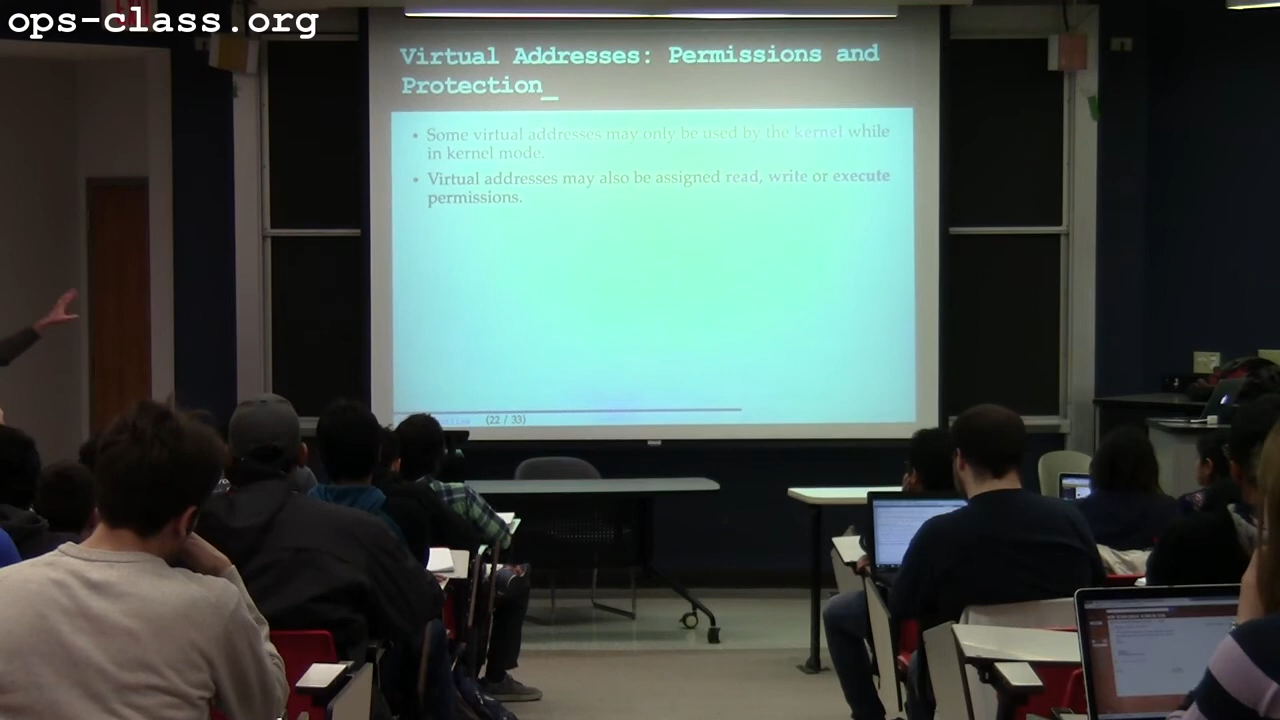 ops-class.org
Virtual Addresses: Permissions and
Protection_
• Some virtual addresses may only be used by the kernel while
in kernel mode.
• Virtual addresses may also be assigned read, write or execute
permissions.
(22 / 33)